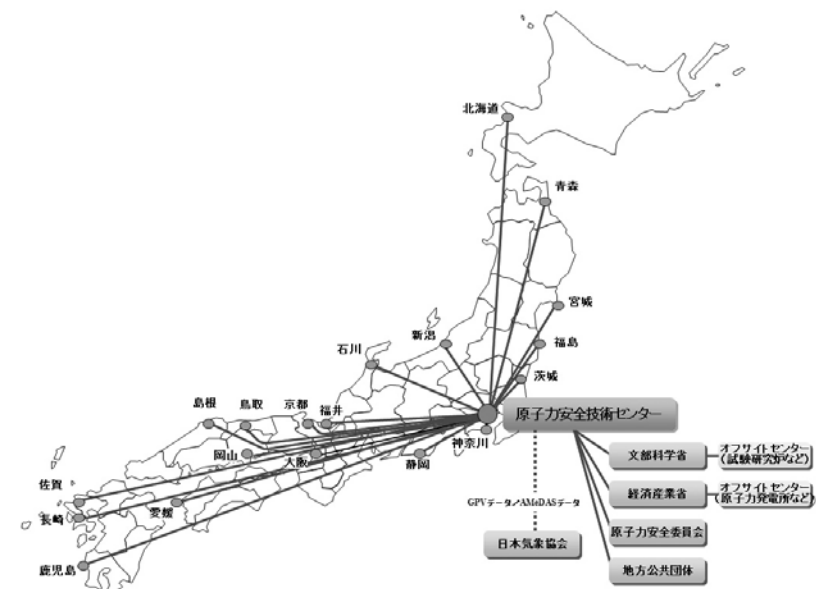 北海道
青森
宮城
新潟
福島
石川
茨城
島根
鳥取
京都
福井
原子力安全技術センター
神奈川
岡山
大阪
静岡
文部科学省
オフサイトセンター
(試験研究炉など)
佐賀
経済産業省
オフサイトセンター
(原子力発電所など)
長崎
愛媛
GPVデータ/AMeDASデータ
原子力安全委員会
日本気象協会
鹿児島
地方公共団体